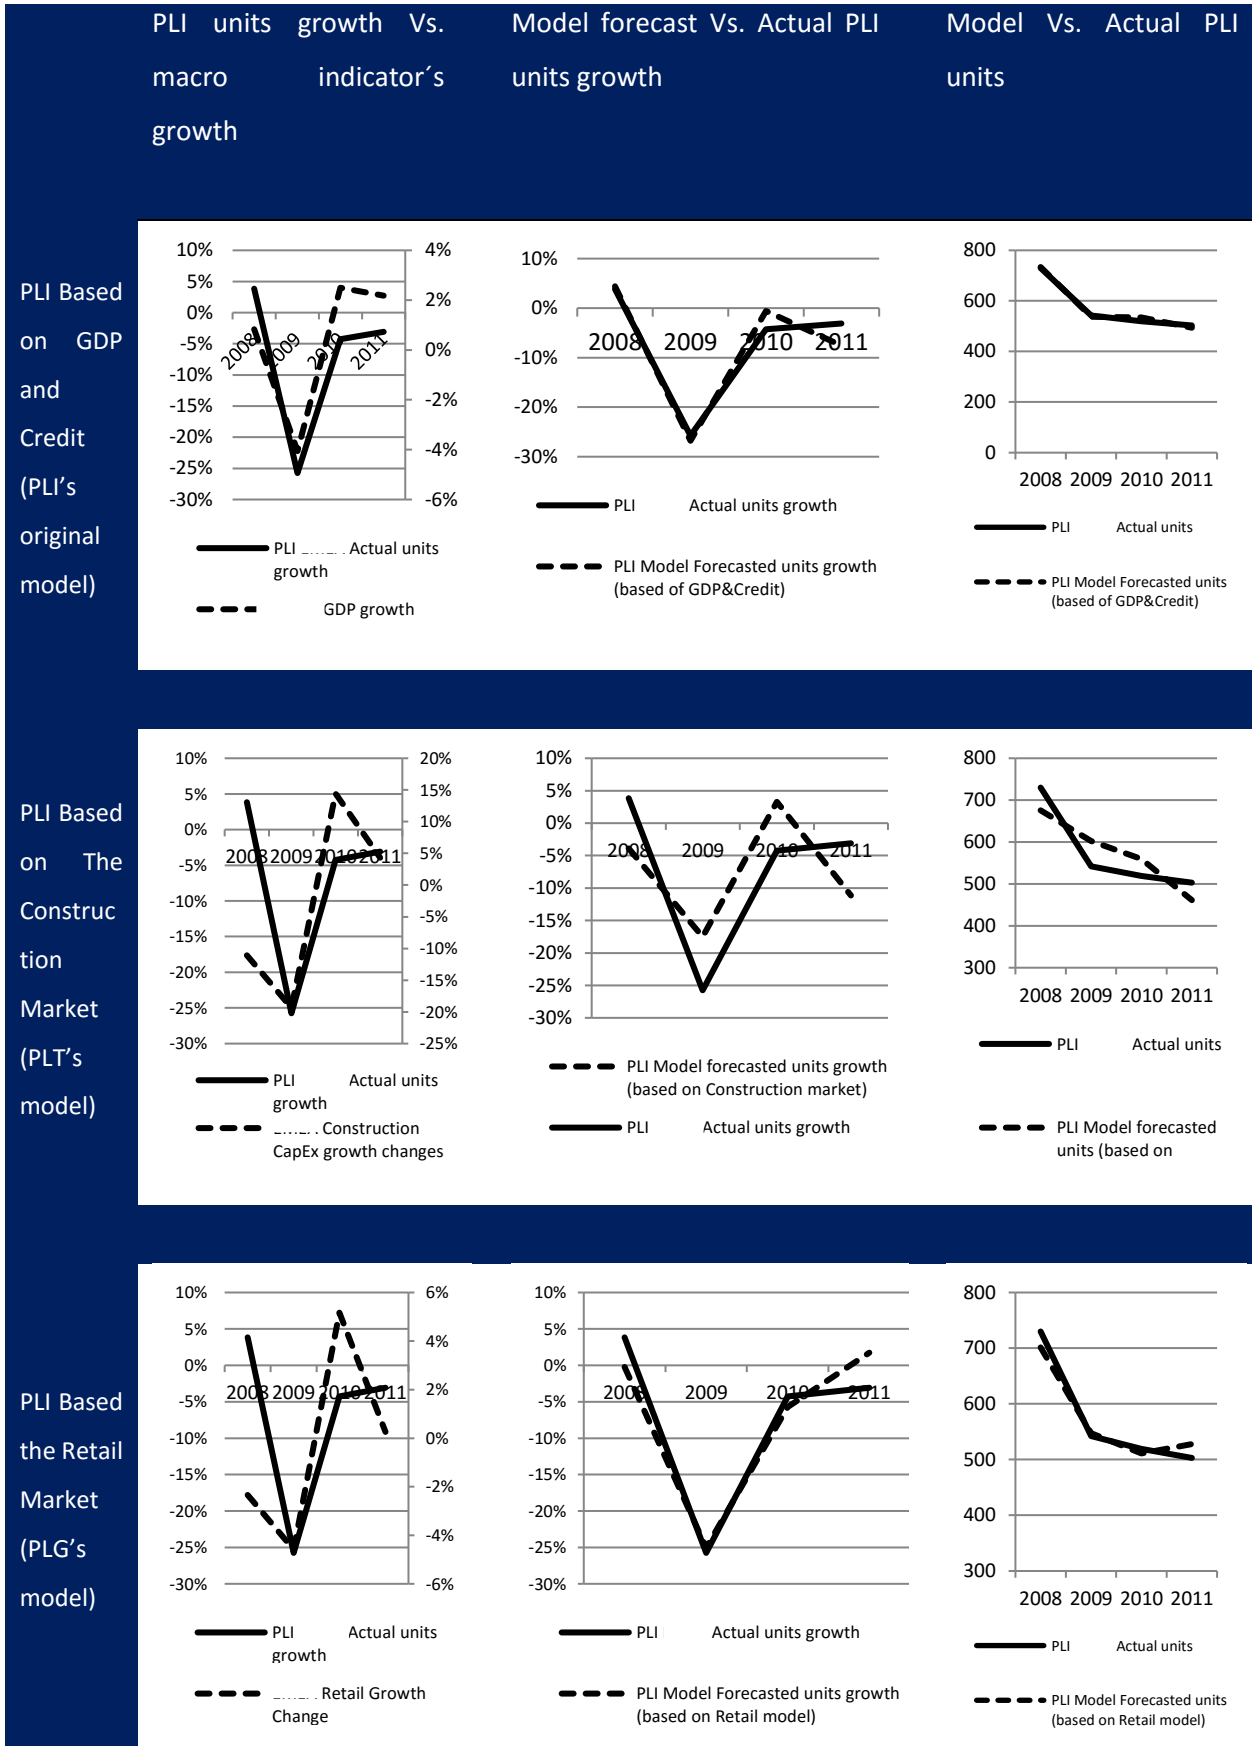 PLI units growth Vs.
macro indicator´s
growth
Model forecast Vs. Actual PLI
units growth
Model Vs. Actual PLI
units
PLI Based
on GDP
and
Credit
(PLI’s
original
model)
10%
5%
0%
-5%
-10%
-15%
-20%
-25%
-30%
4%
2%
0%
-2%
-4%
-6%
2008
2009
2010
2011
PLI Actual units
growth
GDP growth
10%
0%
-10%
-20%
-30%
2008 2009 2010 2011
PLI Actual units growth
PLI Model Forecasted units growth
(based of GDP&Credit)
800
600
400
200
0
2008 2009 2010 2011
PLI Actual units
PLI Model Forecasted units
(based of GDP&Credit)
PLI Based
on The
Construc
tion
Market
(PLT’s
model)
10%
5%
0%
-5%
-10%
-15%
-20%
-25%
-30%
20%
15%
10%
5%
0%
-5%
-10%
-15%
-20%
-25%
2008 2009 2010 2011
PLI Actual units
growth
Construction
CapEx growth changes
10%
5%
0%
-5%
-10%
-15%
-20%
-25%
-30%
2008 2009 2010 2011
PLI Model forecasted units growth
(based on Construction market)
PLI Actual units growth
800
700
600
500
400
300
2008 2009 2010 2011
PLI Actual units
PLI Model forecasted
units (based on
PLI Based
the Retail
Market
(PLG’s
model)
10%
5%
0%
-5%
-10%
-15%
-20%
-25%
-30%
6%
4%
2%
0%
-2%
-4%
-6%
2008 2009 2010 2011
PLI Actual units
growth
Retail Growth
Change
10%
5%
0%
-5%
-10%
-15%
-20%
-25%
-30%
2008 2009 2010 2011
PLI Actual units growth
PLI Model Forecasted units growth
(based on Retail model)
800
700
600
500
400
300
2008 2009 2010 2011
PLI Actual units
PLI Model Forecasted units
(based on Retail model)